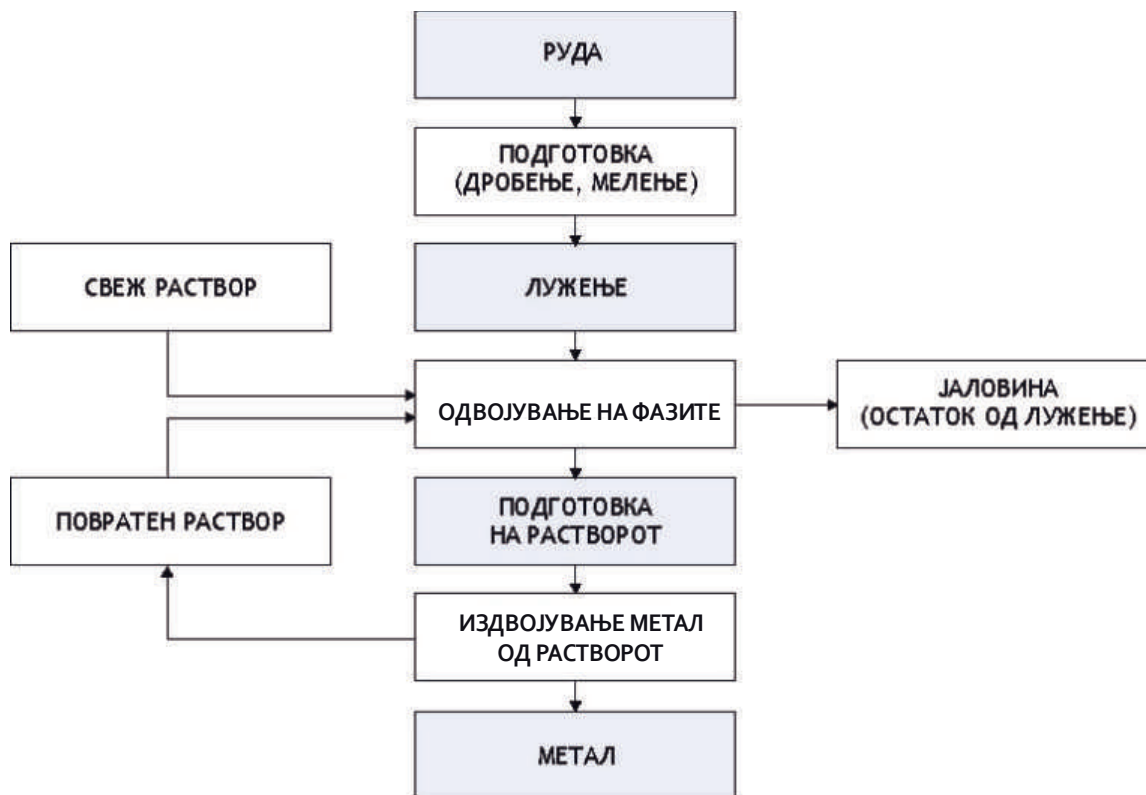 РУДА
ПОДГОТОВКА
(ДРОБЕЊЕ, МЕЛЕЊЕ)
СВЕЖ РАСТВОР
ЛУЖЕЊЕ
ОДВОЈУВАЊЕ НА ФАЗИТЕ
ЈАЛОВИНА
(ОСТАТОК ОД ЛУЖЕЊЕ)
ПОВРАТЕН РАСТВОР
ПОДГОТОВКА
НА РАСТВОРОТ
ИЗДВОЈУВАЊЕ МЕТАЛ
ОД РАСТВОРОТ
МЕТАЛ